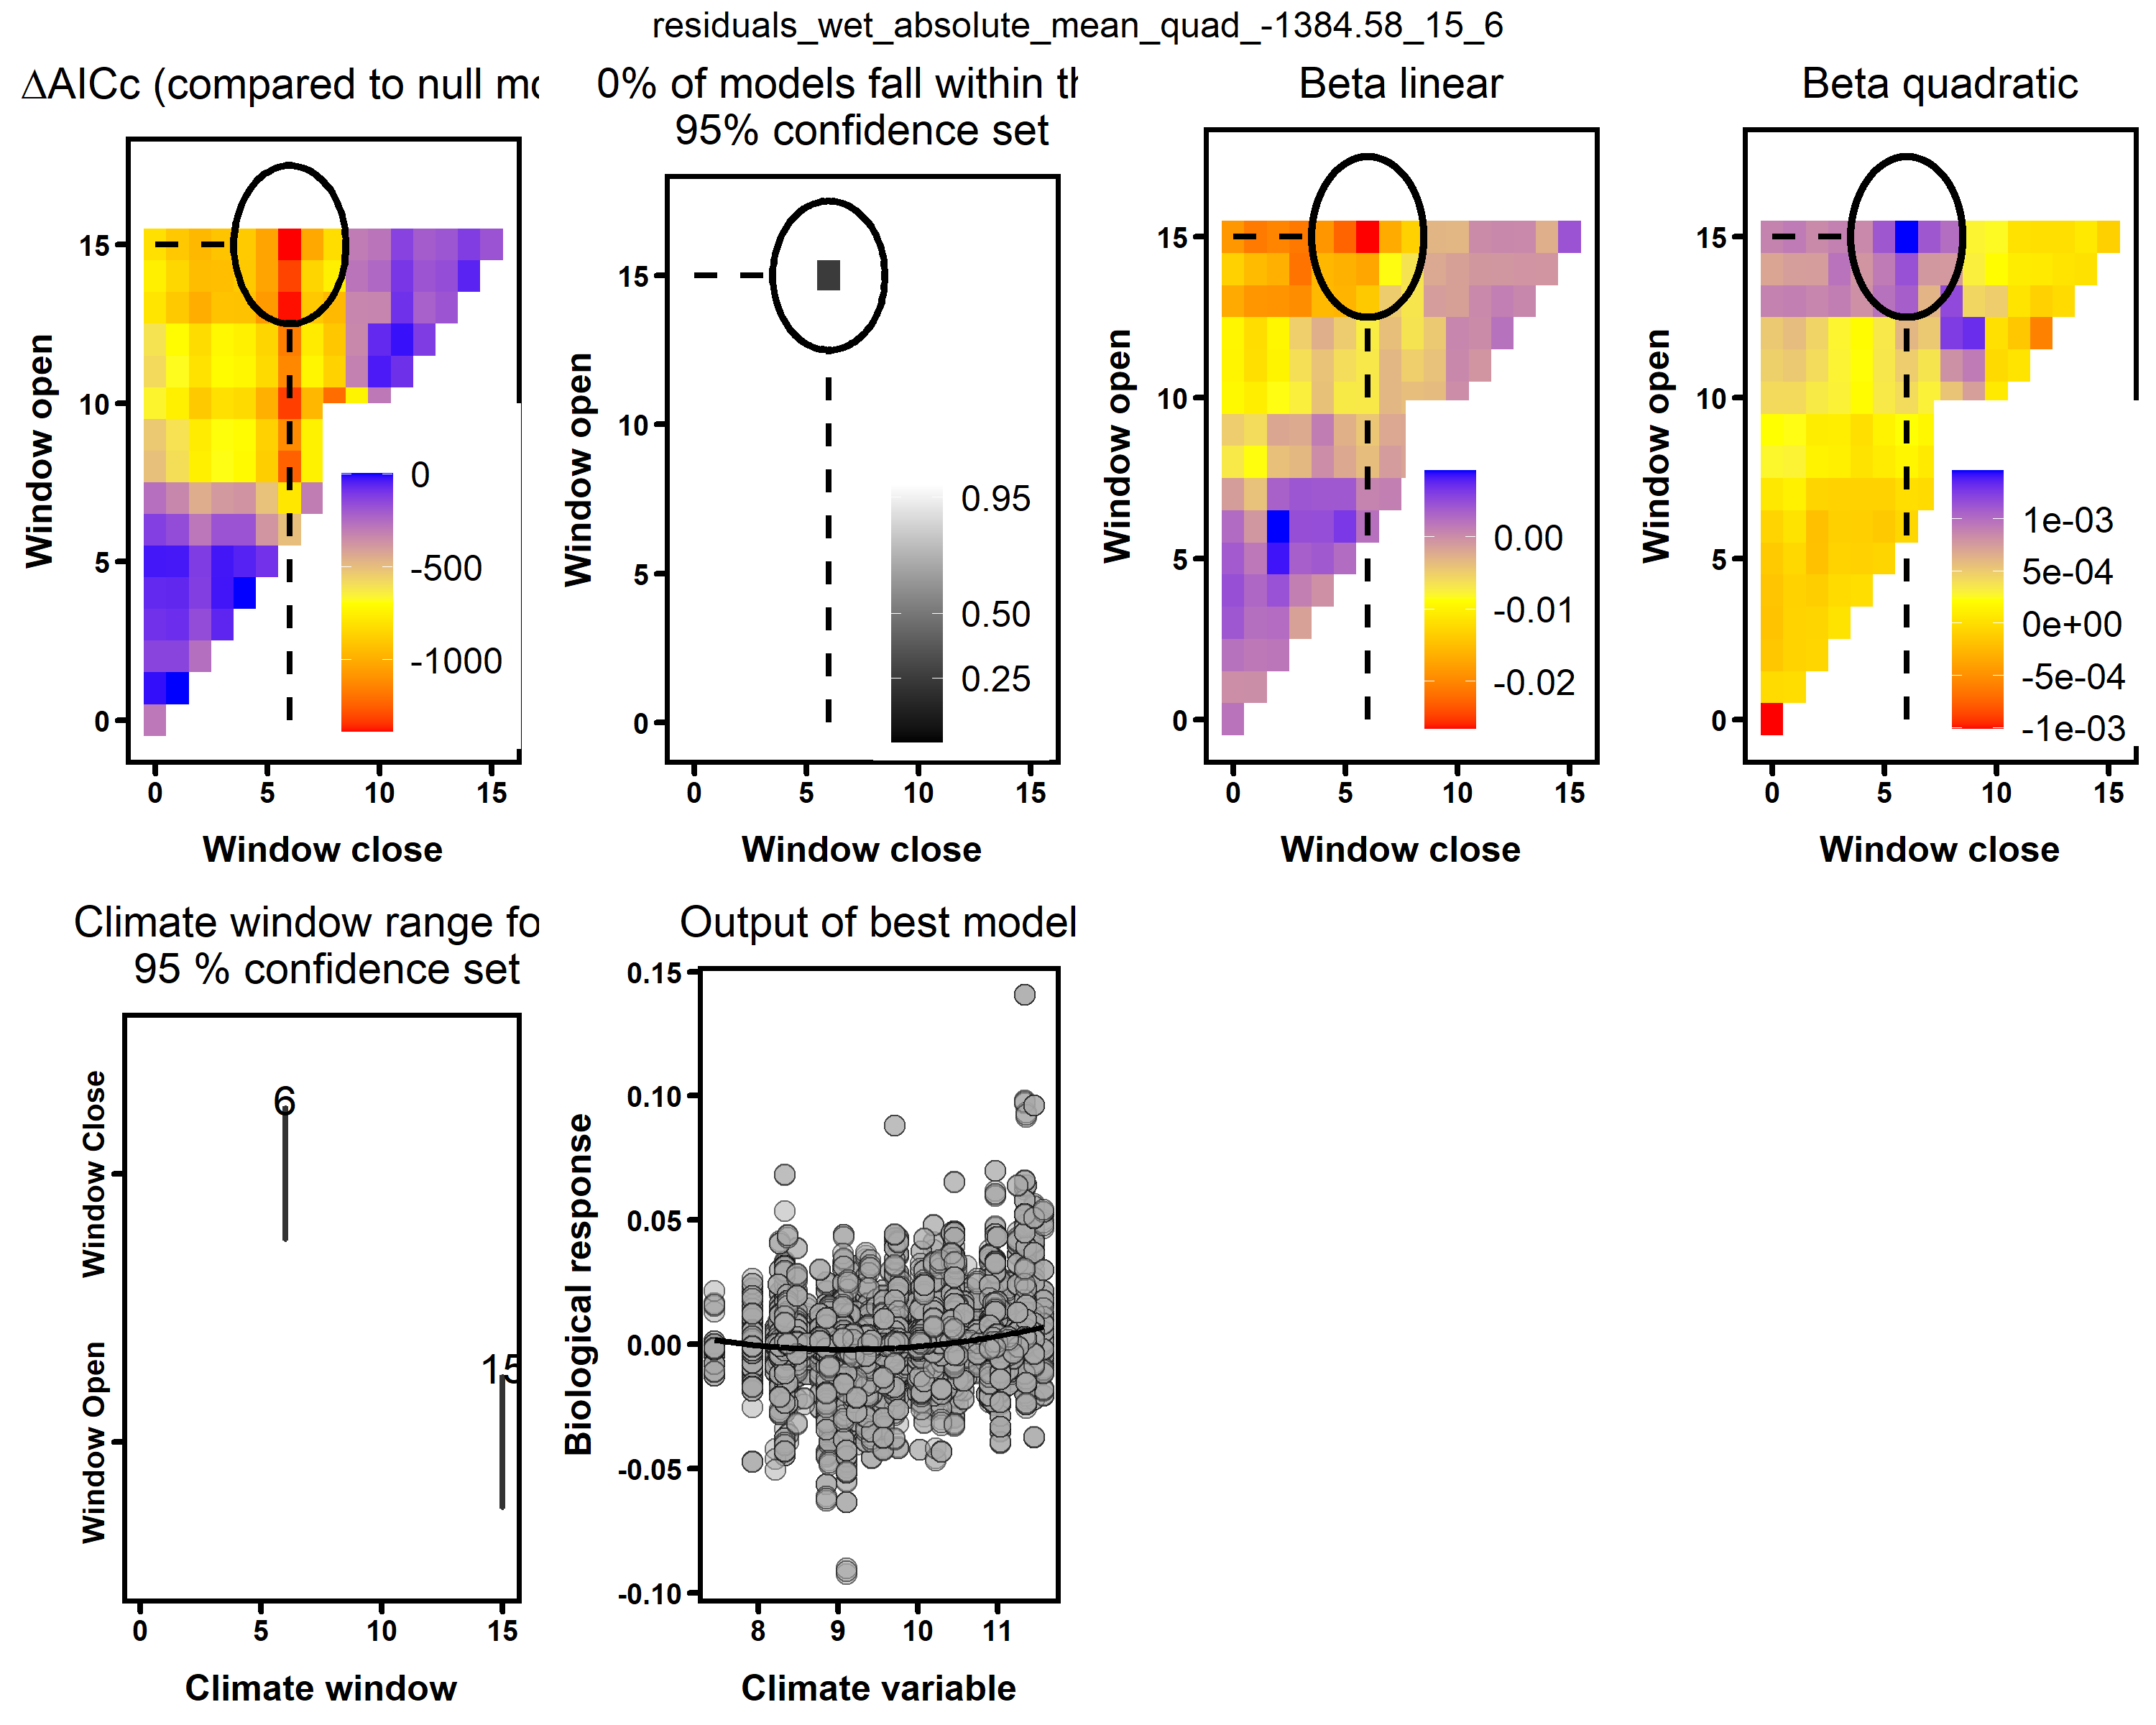 residuals_wet_absolute_mean_quad_-1384.58_15_6
ΔAICc (compared to null mo
15
10
5
0
0
-500
-1000
0 5 10 15
Window open
Window close
0% of models fall within th
95% confidence set
15
10
5
0
0.95
0.50
0.25
0 5 10 15
Window open
Window close
Beta linear
15
10
5
0
0.00
-0.01
-0.02
0 5 10 15
Window open
Window close
Beta quadratic
15
10
5
0
1e-03
5e-04
0e+00
-5e-04
-1e-03
0 5 10 15
Window open
Window close
Climate window range fo
95 % confidence set
Window Close
Window Open
6
15
0 5 10 15
Climate window
Output of best model
0.15
0.10
0.05
0.00
-0.05
-0.10
8 9 10 11
Biological response
Climate variable